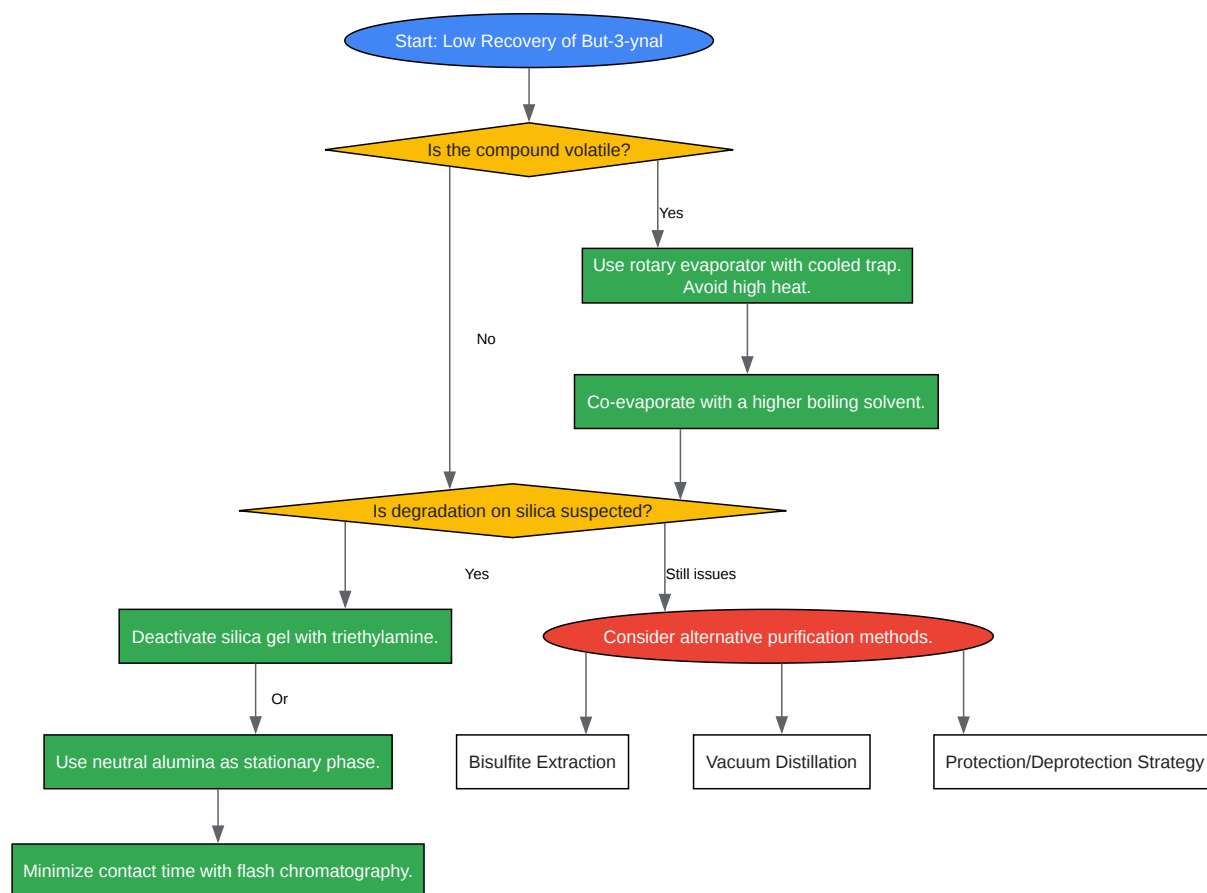 Start: Low Recovery of But-3-ynal
Is the compound volatile?
Yes
Use rotary evaporator with cooled trap.
Avoid high heat.
No
Co-evaporate with a higher boiling solvent.
Is degradation on silica suspected?
Yes
Still issues
Deactivate silica gel with triethylamine.
Consider alternative purification methods.
Or
Use neutral alumina as stationary phase.
Bisulfite Extraction
Vacuum Distillation
Protection/Deprotection Strategy
Minimize contact time with flash chromatography.